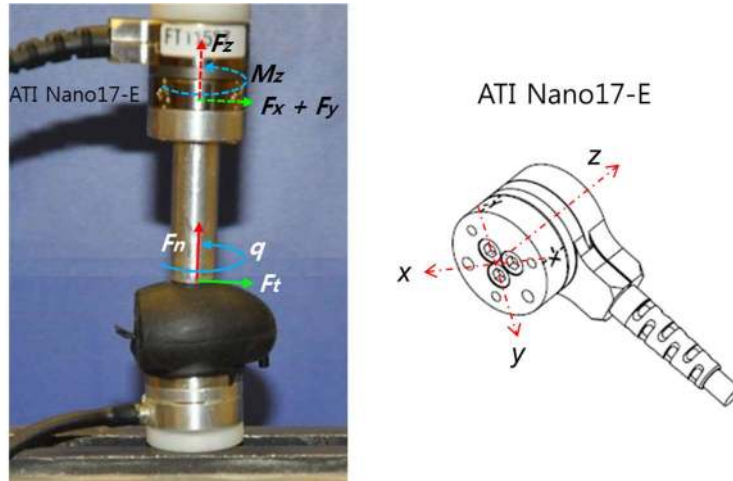 Fz
Mz
ATI Nano17-E
Fx + Fy
Fn
q
Ft
ATI Nano17-E
z
x
y